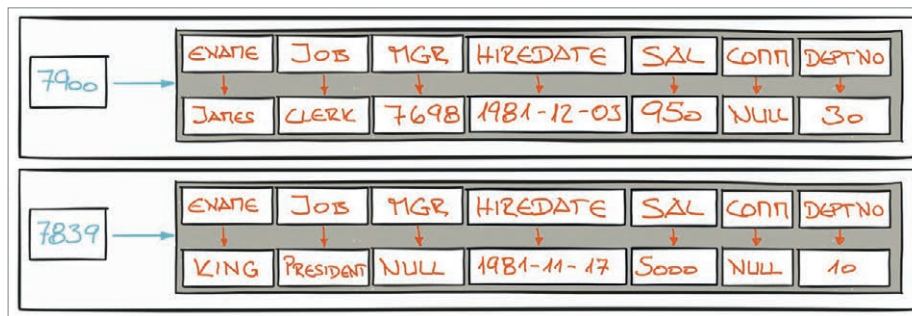 ENAME JOB MGR HIREDATE SAL COMM DEPTNO
7900
JAMES CLERK 7698 1981-12-03 950 NULL 30
ENAME JOB MGR HIREDATE SAL COMM DEPTNO
7839
KING PRESIDENT NULL 1981-11-17 5000 NULL 10